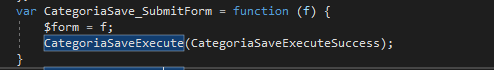 var CategoriaSave_SubmitForm = function (f) {
$form = f;
CategoriaSaveExecute(CategoriaSaveExecuteSuccess);
}